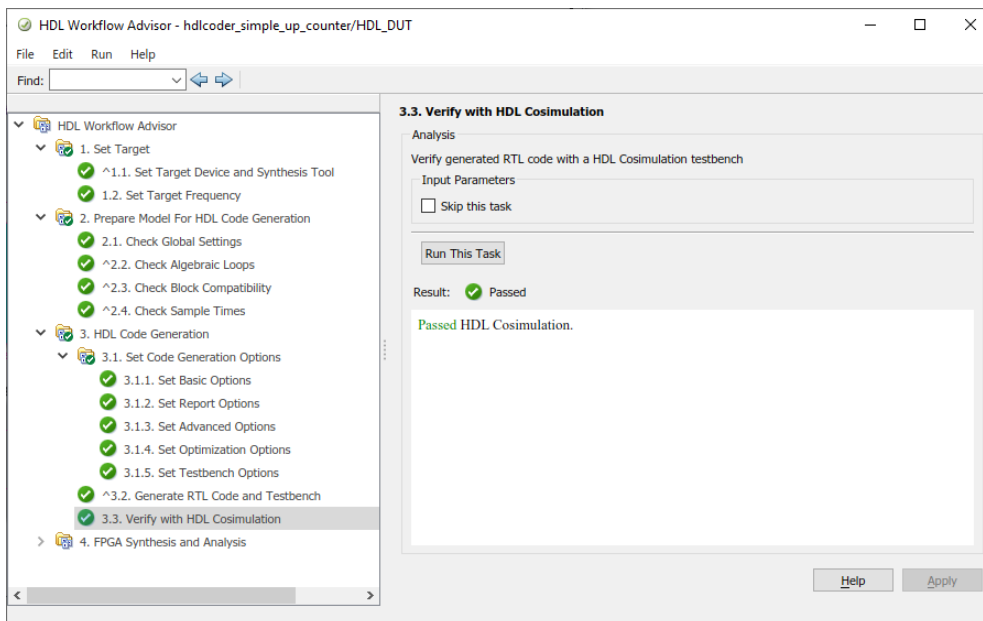 HDL Workflow Advisor - hdlcoder_simple_up_counter/HDL_DUT
File Edit Run Help
Find:
HDL Workflow Advisor
1. Set Target
^1.1. Set Target Device and Synthesis Tool
1.2. Set Target Frequency
2. Prepare Model For HDL Code Generation
2.1. Check Global Settings
^2.2. Check Algebraic Loops
^2.3. Check Block Compatibility
^2.4. Check Sample Times
3. HDL Code Generation
3.1. Set Code Generation Options
3.1.1. Set Basic Options
3.1.2. Set Report Options
3.1.3. Set Advanced Options
3.1.4. Set Optimization Options
3.1.5. Set Testbench Options
^3.2. Generate RTL Code and Testbench
3.3. Verify with HDL Cosimulation
4. FPGA Synthesis and Analysis
3.3. Verify with HDL Cosimulation
Analysis
Verify generated RTL code with a HDL Cosimulation testbench
Input Parameters
Skip this task
Run This Task
Result: Passed
Passed HDL Cosimulation.
Help Apply